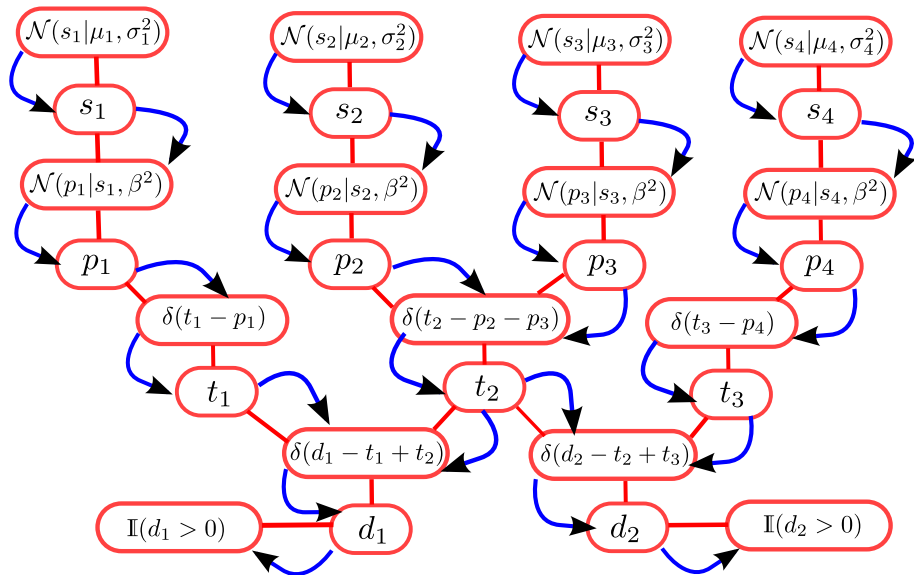 𝒩(s₁|μ₁, σ₁²) 𝒩(s₂|μ₂, σ₂²) 𝒩(s₃|μ₃, σ₃²) 𝒩(s₄|μ₄, σ₄²)
s₁ s₂ s₃ s₄
𝒩(p₁|s₁, β²) 𝒩(p₂|s₂, β²) 𝒩(p₃|s₃, β²) 𝒩(p₄|s₄, β²)
p₁ p₂ p₃ p₄
δ(t₁ − p₁) δ(t₂ − p₂ − p₃) δ(t₃ − p₄)
t₁ t₂ t₃
δ(d₁ − t₁ + t₂) δ(d₂ − t₂ + t₃)
𝕀(d₁ > 0) d₁ d₂ 𝕀(d₂ > 0)